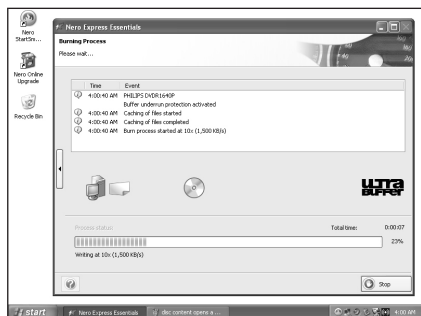 Nero
StartSm...
Nero Online
Upgrade
Recycle Bin
Nero Express Essentials
Burning Process
Please wait...
Time Event
4:00:40 AM PHILIPS DVDR1640P
Buffer underrun protection activated
4:00:40 AM Caching of files started
4:00:40 AM Caching of files completed
4:00:40 AM Burn process started at 10x (1,500 KB/s)
ULTRA
BUFFER
Process status:
Total time: 0:00:07
23%
Writing at 10x (1,500 KB/s)
Stop
start
Nero Express Essentials
disc content opens a ...
4:00 AM